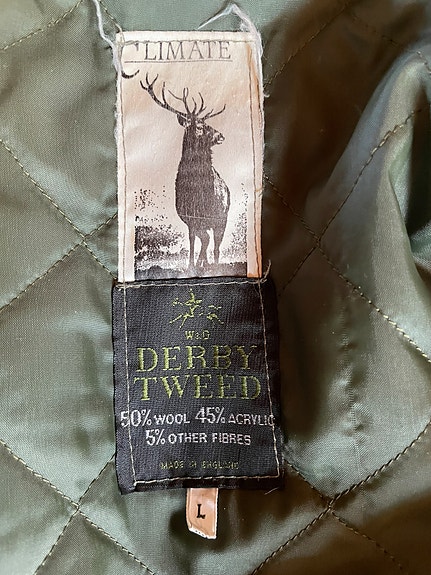 CLIMATE
W&O
DERBY
TWEED
50% WOOL 45% ACRYLIC
5% OTHER FIBRES
MADE IN ENGLAND
L